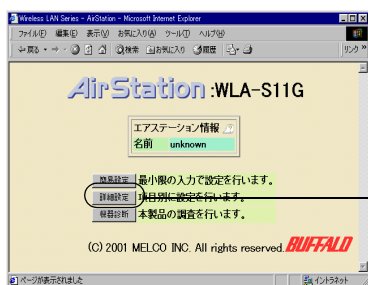 Wireless LAN Series - AirStation - Microsoft Internet Explorer
ファイル(F) 編集(E) 表示(V) お気に入り(A) ツール(T) ヘルプ(H)
戻る 検索 お気に入り 履歴 リンク
AirStation :WLA-S11G
エアステーション情報
名前 unknown
簡易設定 最小限の入力で設定を行います。
詳細設定 項目別に設定を行います。
機器診断 本製品の調査を行います。
(C) 2001 MELCO INC. All rights reserved. BUFFALO
ページが表示されました イントラネット